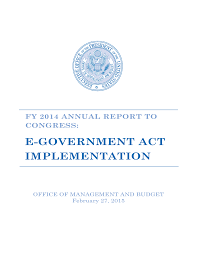 FY 2014 ANNUAL REPORT TO
CONGRESS:
E-GOVERNMENT ACT
IMPLEMENTATION
OFFICE OF MANAGEMENT AND BUDGET
February 27, 2015